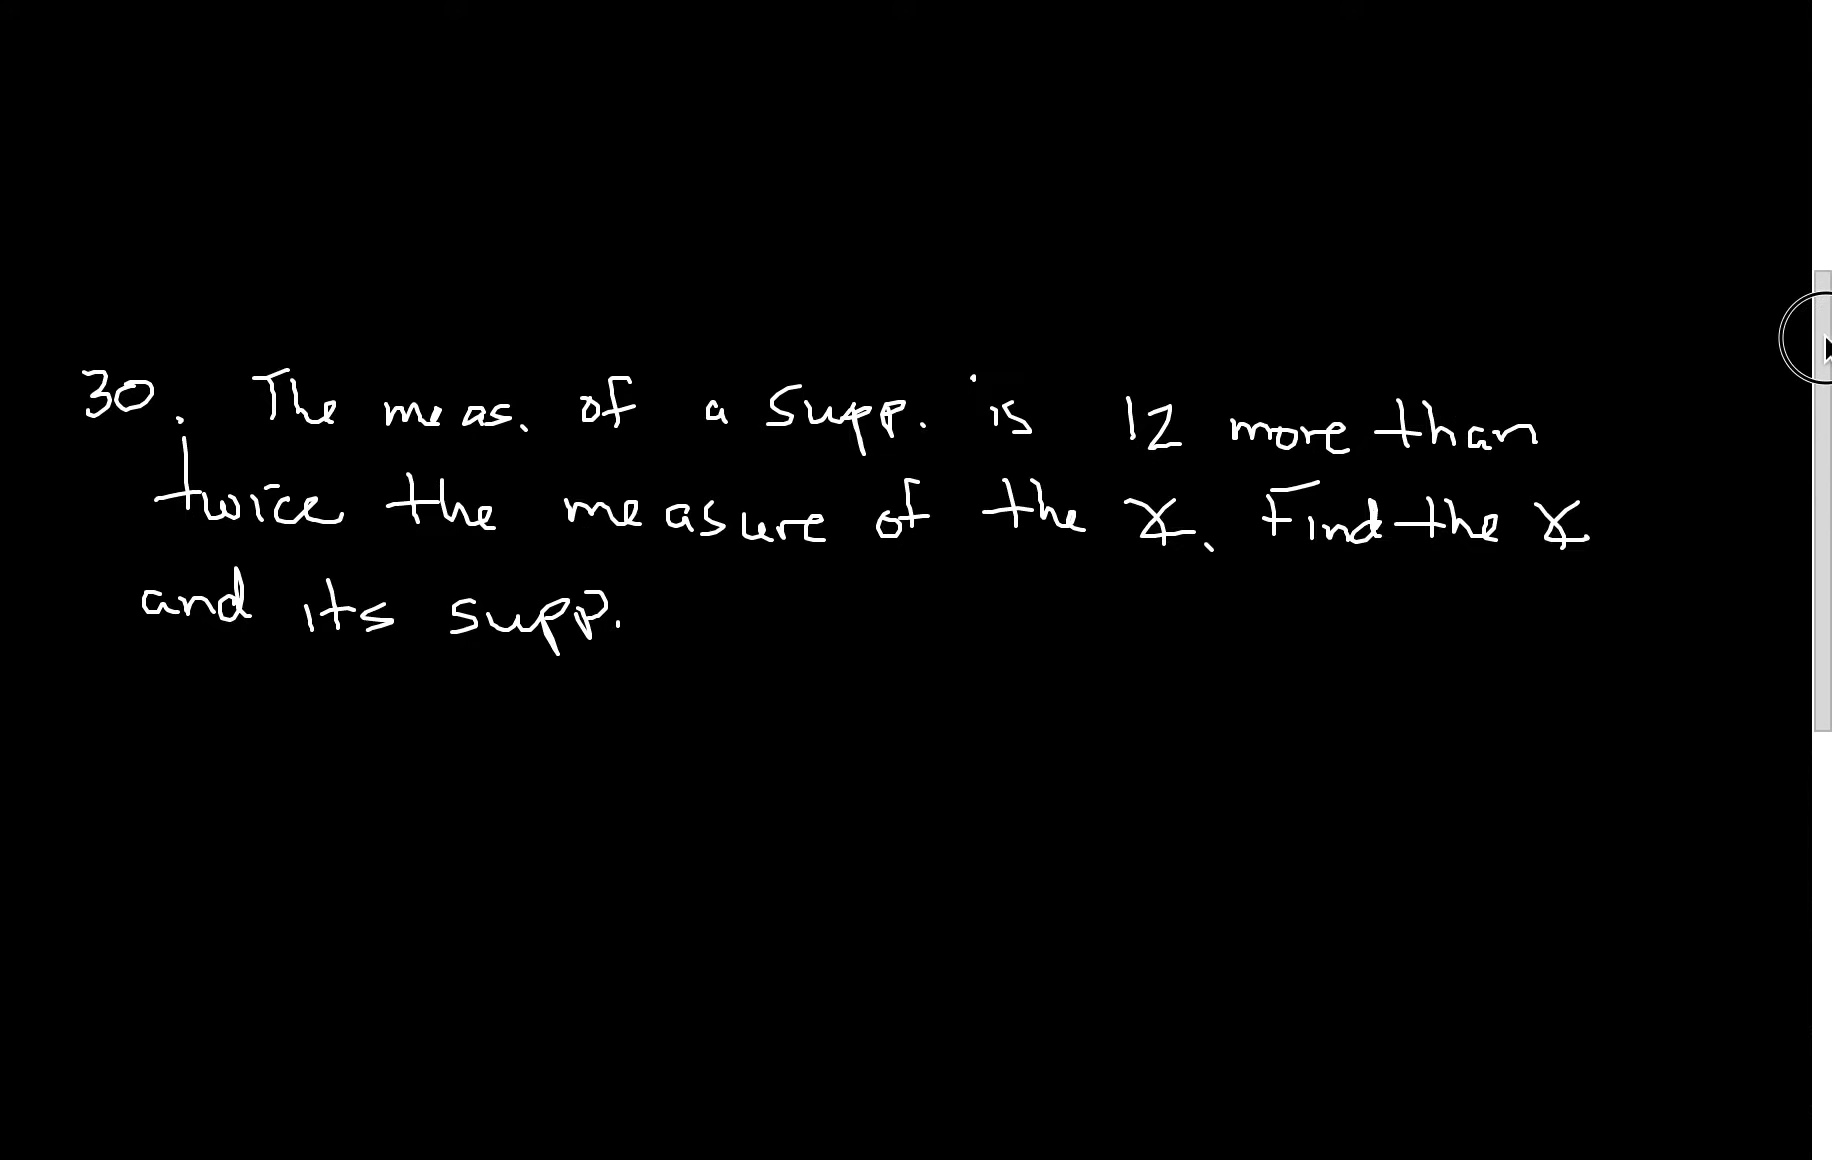 30. The meas. of a supp. is 12 more than
twice the measure of the ∡. Find the ∡
and its supp.